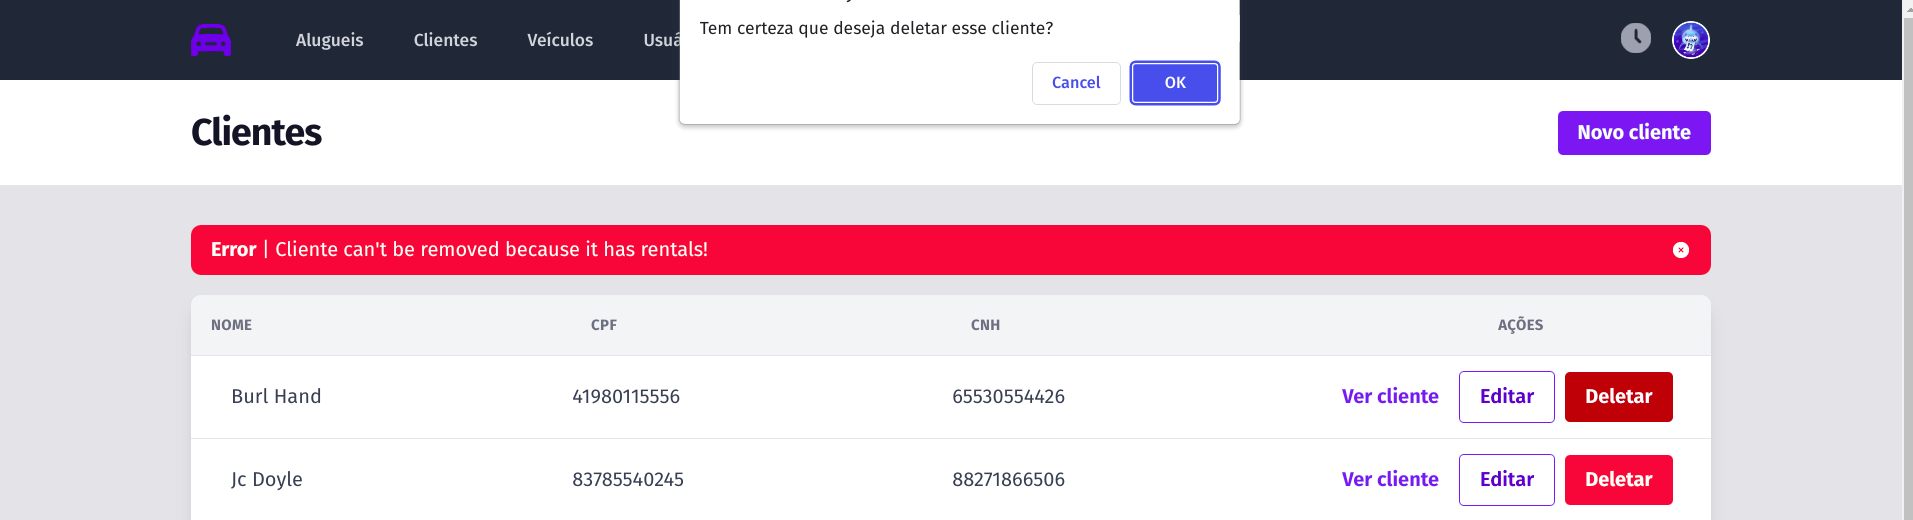 Alugueis Clientes Veículos Usuá
Tem certeza que deseja deletar esse cliente?
Cancel OK
Clientes
Novo cliente
Error | Cliente can't be removed because it has rentals!
NOME CPF CNH AÇÕES
Burl Hand 41980115556 65530554426 Ver cliente Editar Deletar
Jc Doyle 83785540245 88271866506 Ver cliente Editar Deletar